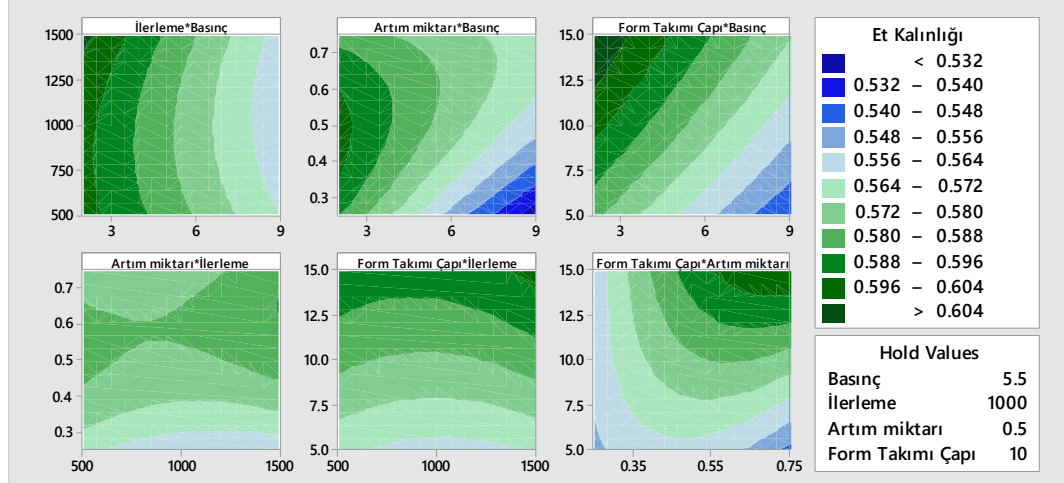 İlerleme*Basınç
1500
1000
750
500
3 6 9
Artım miktarı*Basınç
0.7
0.6
0.5
0.4
0.3
3 6 9
Form Takımı Çapı*Basınç
15.0
12.5
10.0
7.5
5.0
3 6 9
Artım miktarı*İlerleme
0.7
0.6
0.5
0.4
0.3
500 1000 1500
Form Takımı Çapı*İlerleme
15.0
12.5
10.0
7.5
5.0
500 1000 1500
Form Takımı Çapı*Artım miktarı
15.0
12.5
10.0
7.5
5.0
0.35 0.55 0.75
Et Kalınlığı
< 0.532
0.532 – 0.540
0.540 – 0.548
0.548 – 0.556
0.556 – 0.564
0.564 – 0.572
0.572 – 0.580
0.580 – 0.588
0.588 – 0.596
0.596 – 0.604
> 0.604
Hold Values
Basınç 5.5
İlerleme 1000
Artım miktarı 0.5
Form Takımı Çapı 10